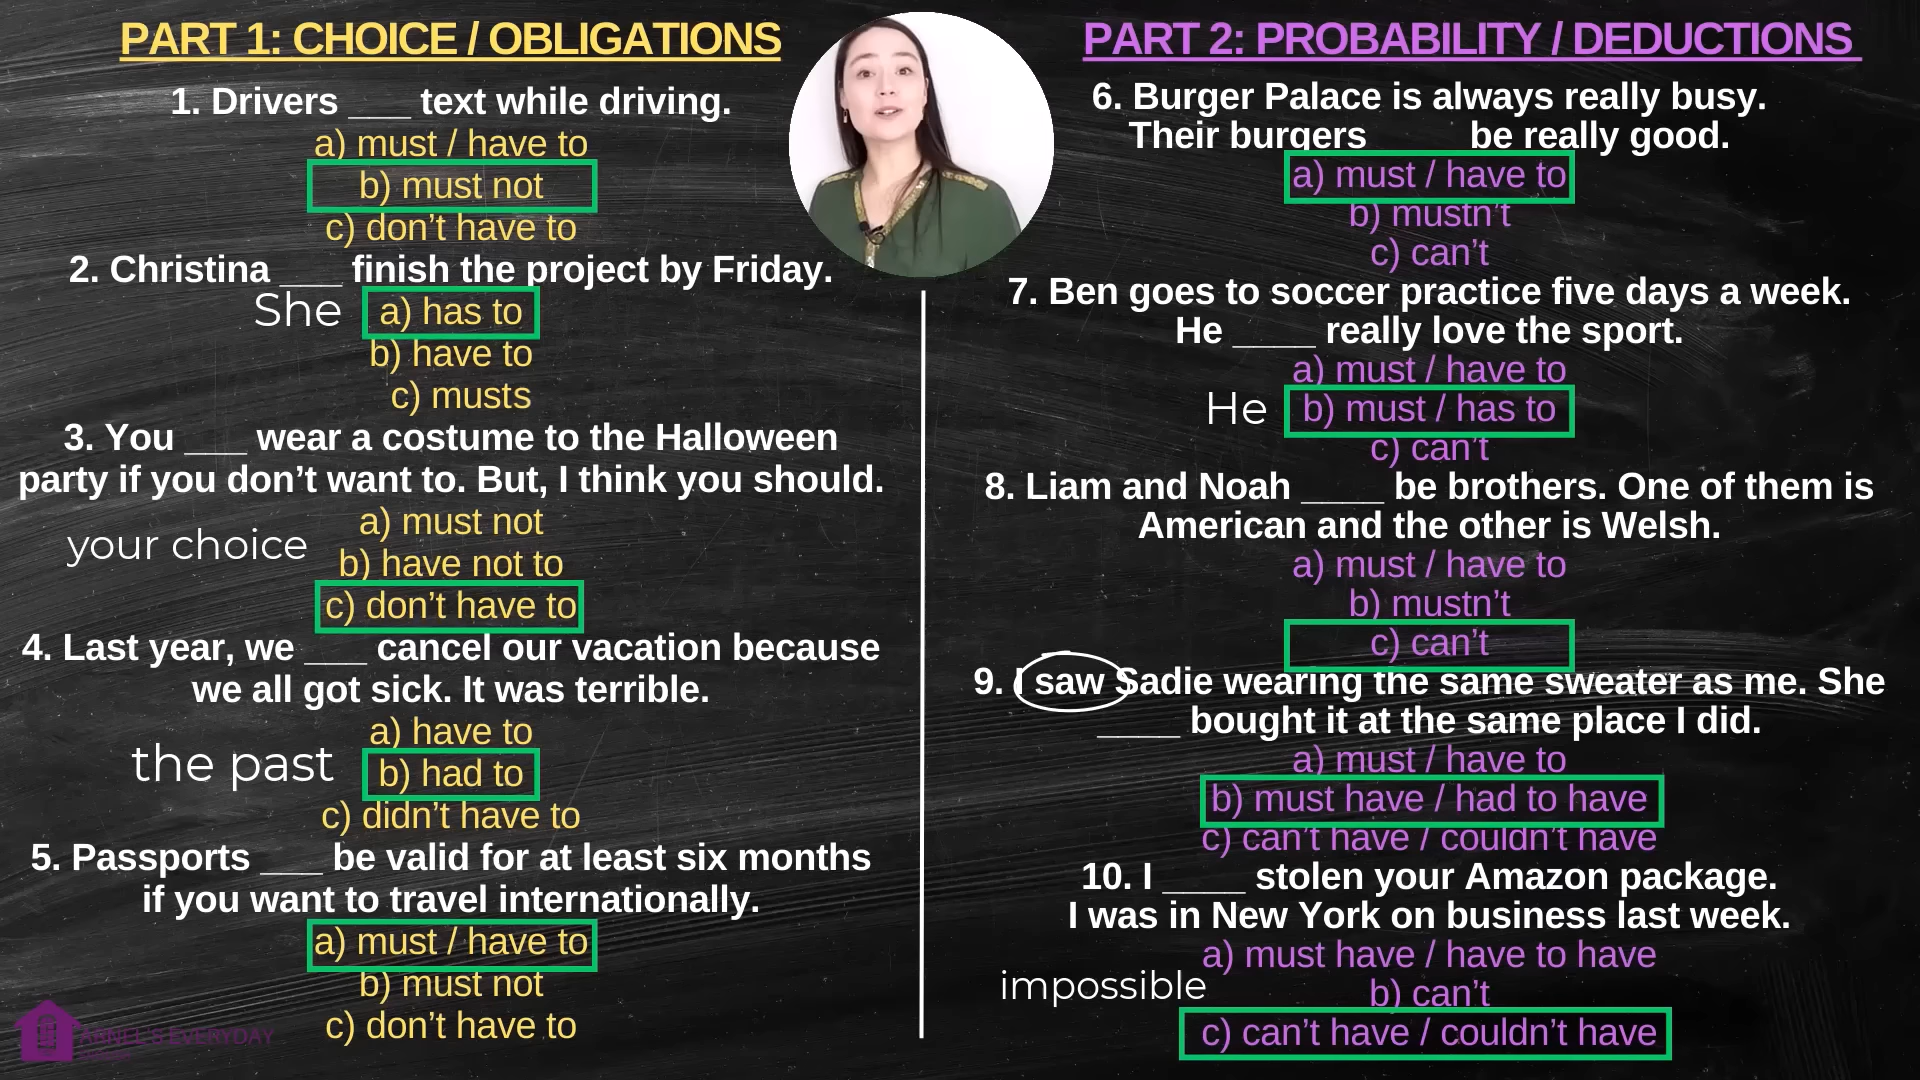 PART 1: CHOICE / OBLIGATIONS
1. Drivers ___ text while driving.
a) must / have to
b) must not
c) don’t have to
2. Christina ___ finish the project by Friday.
She
a) has to
b) have to
c) musts
3. You ___ wear a costume to the Halloween
party if you don’t want to. But, I think you should.
a) must not
your choice
b) have not to
c) don’t have to
4. Last year, we ___ cancel our vacation because
we all got sick. It was terrible.
a) have to
the past
b) had to
c) didn’t have to
5. Passports ___ be valid for at least six months
if you want to travel internationally.
a) must / have to
b) must not
c) don’t have to
ANNEL'S EVERYDAY
PART 2: PROBABILITY / DEDUCTIONS
6. Burger Palace is always really busy.
Their burgers ____ be really good.
a) must / have to
b) mustn’t
c) can’t
7. Ben goes to soccer practice five days a week.
He ____ really love the sport.
a) must / have to
He
b) must / has to
c) can’t
8. Liam and Noah ____ be brothers. One of them is
American and the other is Welsh.
a) must / have to
b) mustn’t
c) can’t
9. I saw Sadie wearing the same sweater as me. She
____ bought it at the same place I did.
a) must / have to
b) must have / had to have
c) can’t have / couldn’t have
10. I ____ stolen your Amazon package.
I was in New York on business last week.
a) must have / have to have
impossible
b) can’t
c) can’t have / couldn’t have